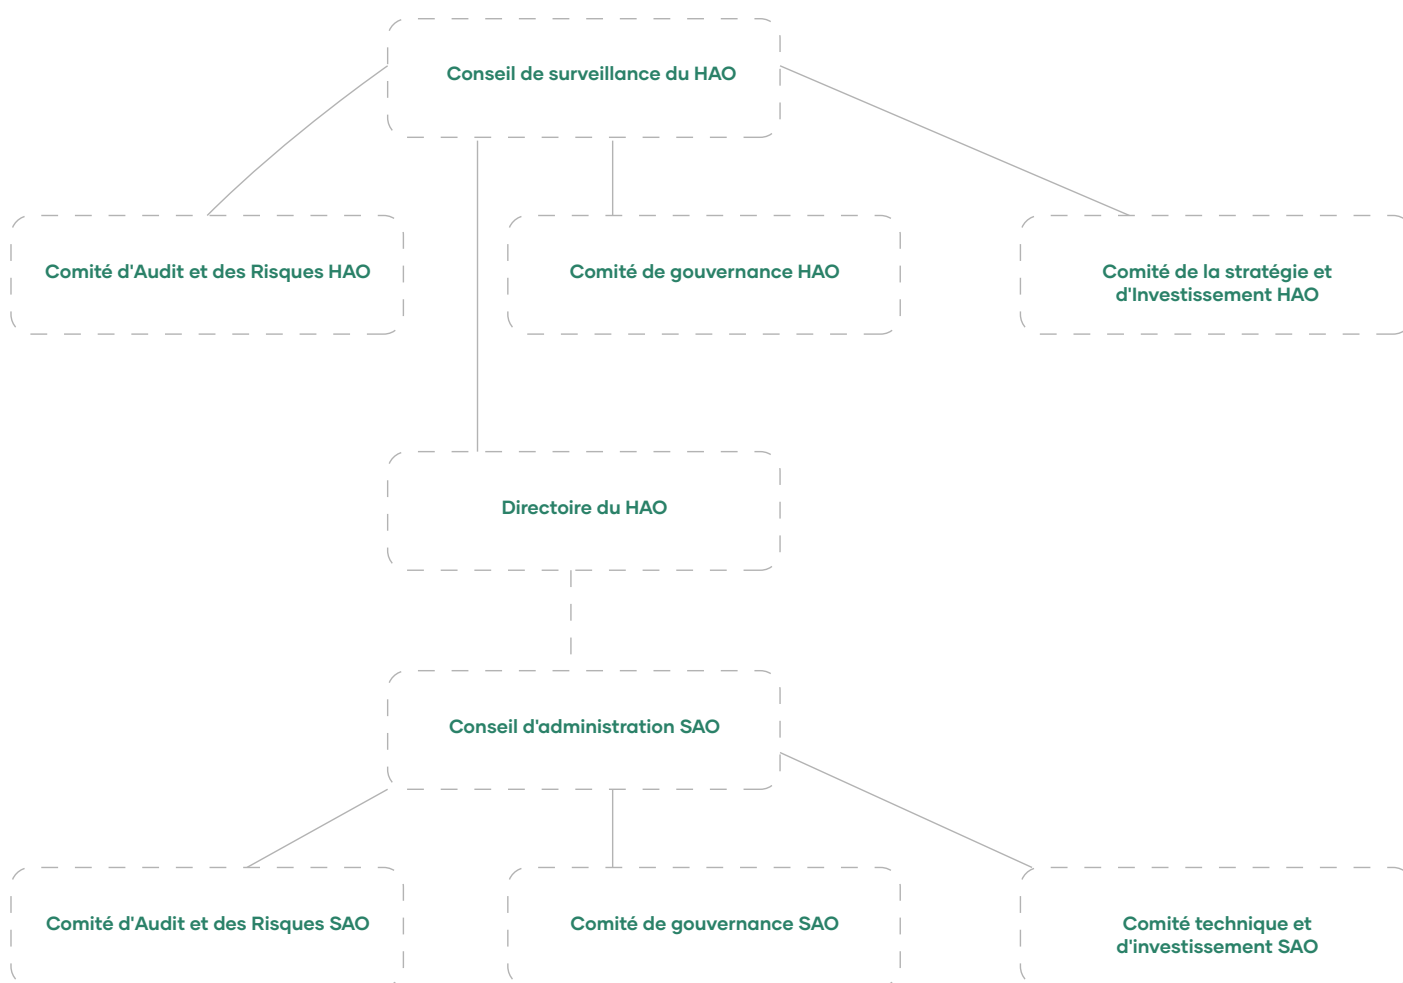 Conseil de surveillance du HAO
Comité d'Audit et des Risques HAO
Comité de gouvernance HAO
Comité de la stratégie et
d'Investissement HAO
Directoire du HAO
Conseil d'administration SAO
Comité d'Audit et des Risques SAO
Comité de gouvernance SAO
Comité technique et
d'investissement SAO